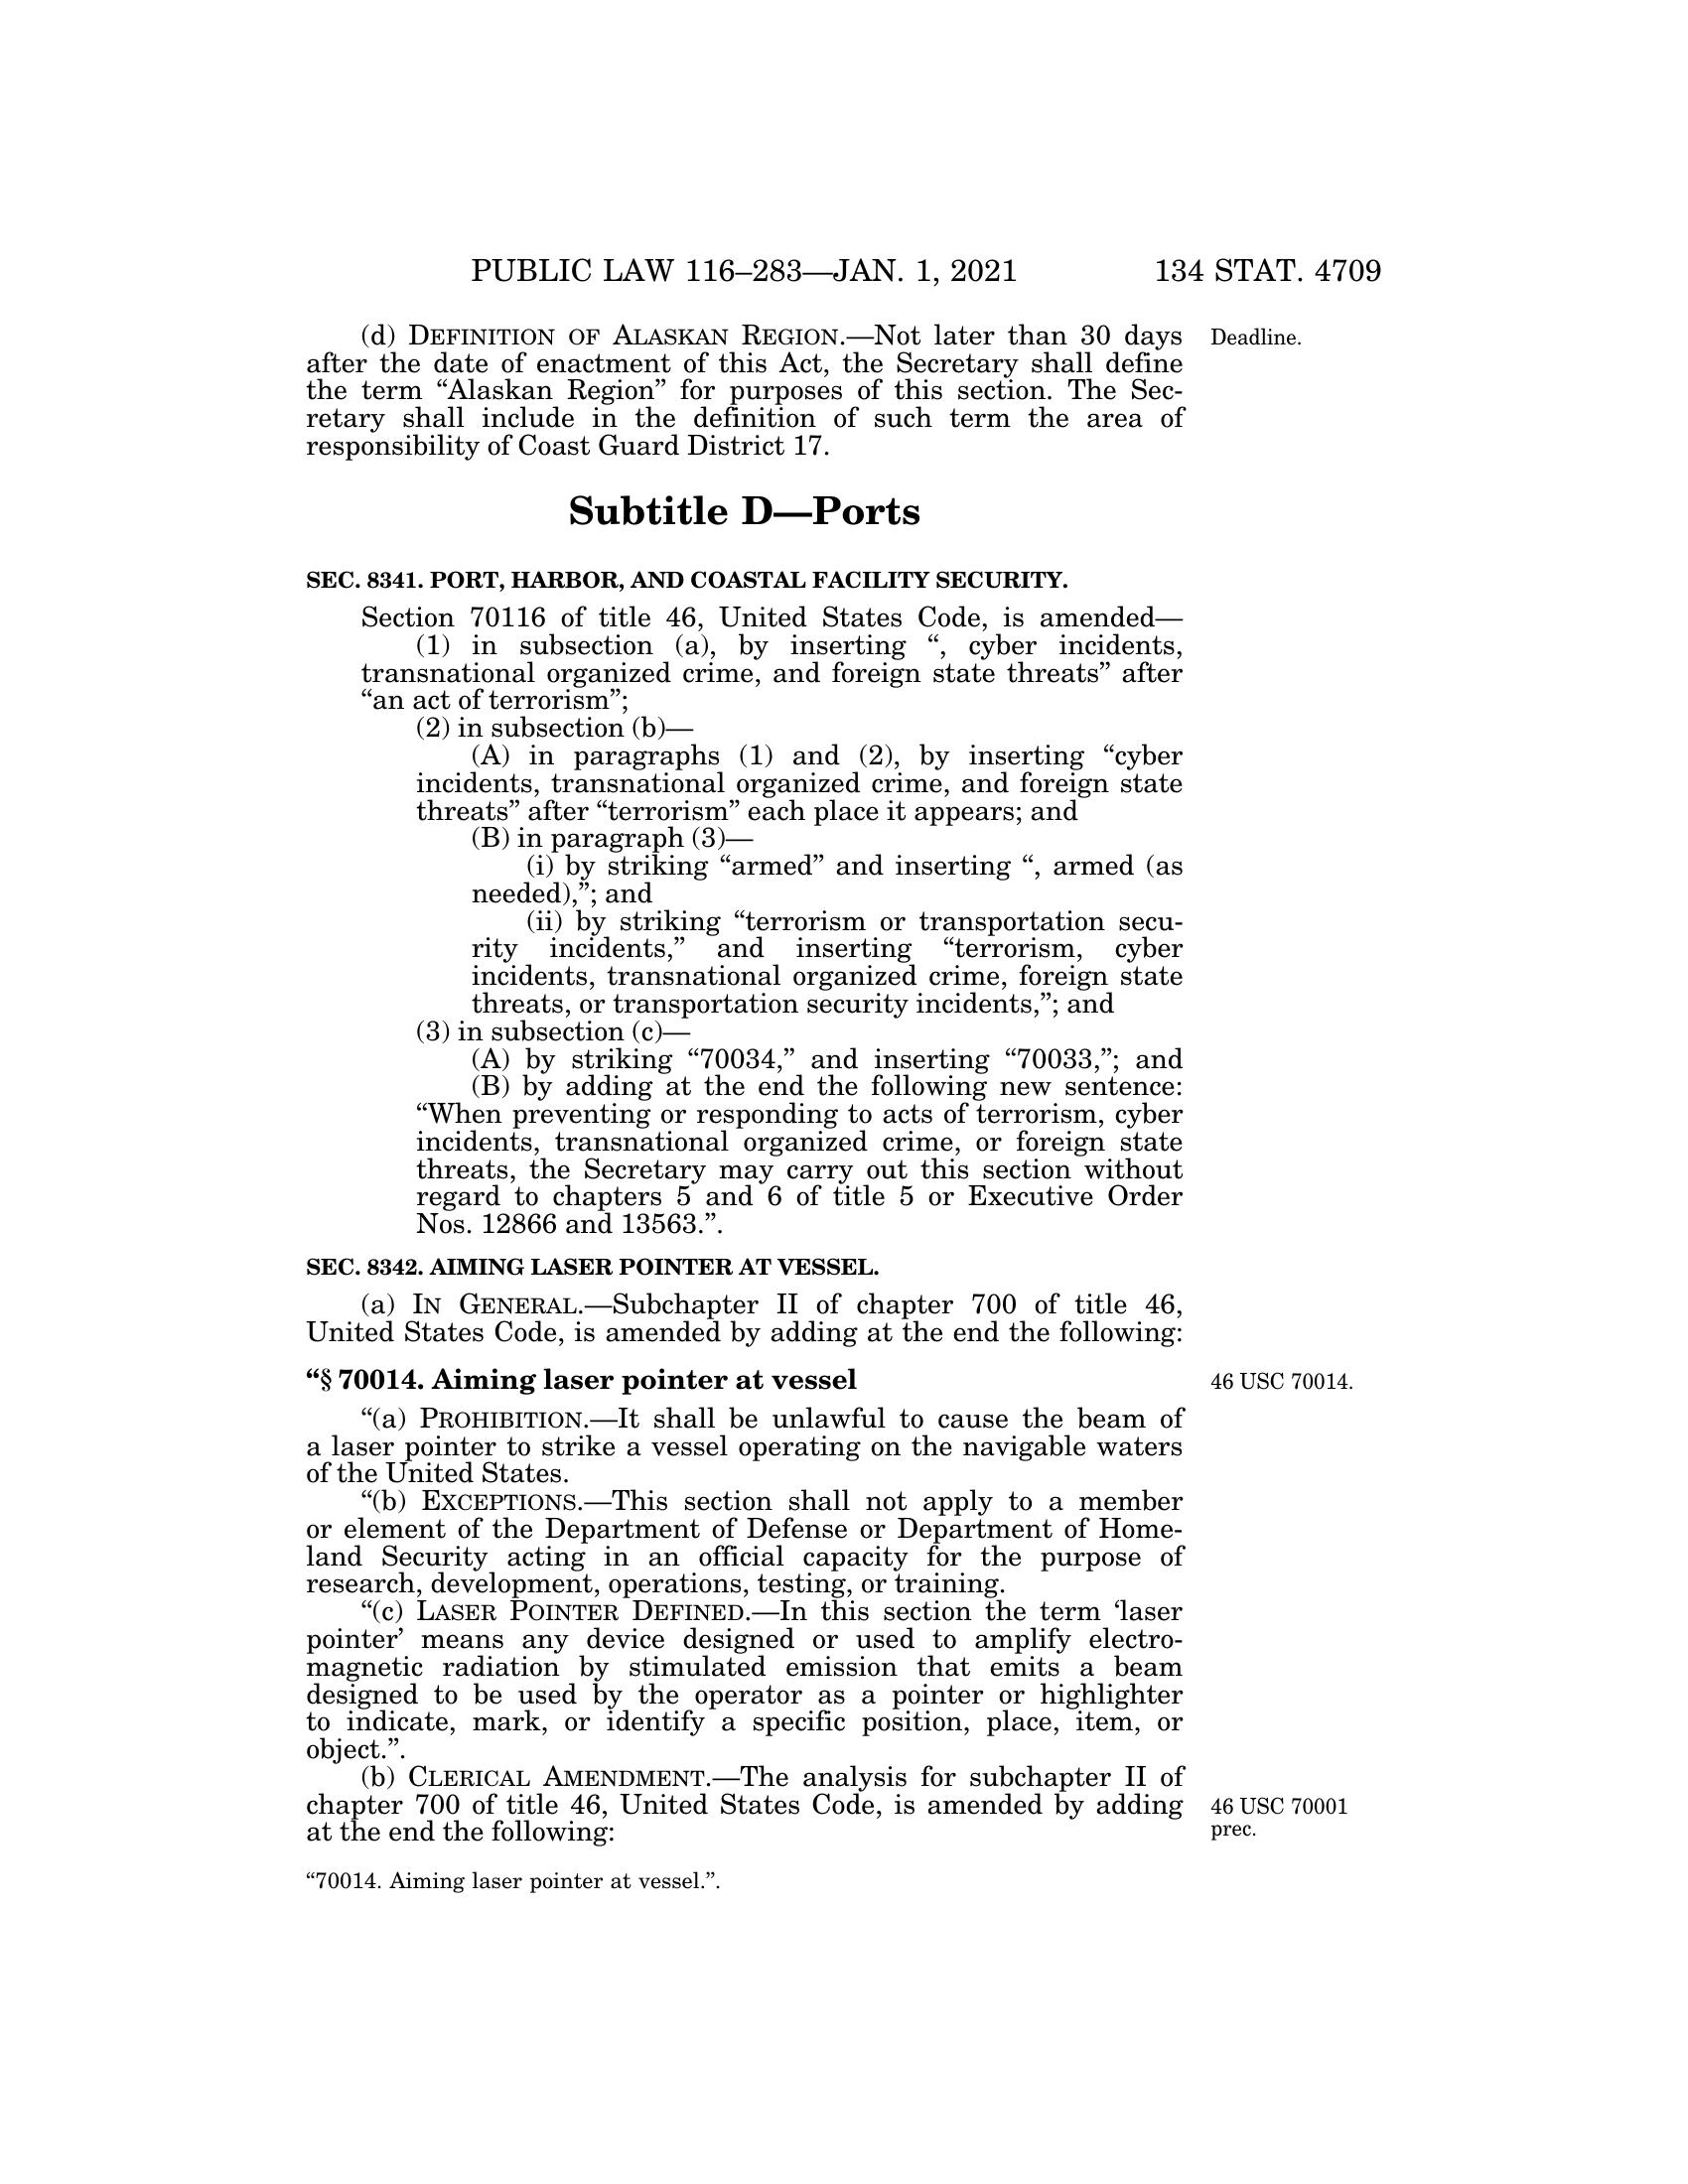 PUBLIC LAW 116–283—JAN. 1, 2021 134 STAT. 4709
(d) DEFINITION OF ALASKAN REGION.—Not later than 30 days
Deadline.
after the date of enactment of this Act, the Secretary shall define
the term “Alaskan Region” for purposes of this section. The Sec-
retary shall include in the definition of such term the area of
responsibility of Coast Guard District 17.
Subtitle D—Ports
SEC. 8341. PORT, HARBOR, AND COASTAL FACILITY SECURITY.
Section 70116 of title 46, United States Code, is amended—
(1) in subsection (a), by inserting “, cyber incidents,
transnational organized crime, and foreign state threats” after
“an act of terrorism”;
(2) in subsection (b)—
(A) in paragraphs (1) and (2), by inserting “cyber
incidents, transnational organized crime, and foreign state
threats” after “terrorism” each place it appears; and
(B) in paragraph (3)—
(i) by striking “armed” and inserting “, armed (as
needed),”; and
(ii) by striking “terrorism or transportation secu-
rity incidents,” and inserting “terrorism, cyber
incidents, transnational organized crime, foreign state
threats, or transportation security incidents,”; and
(3) in subsection (c)—
(A) by striking “70034,” and inserting “70033,”; and
(B) by adding at the end the following new sentence:
“When preventing or responding to acts of terrorism, cyber
incidents, transnational organized crime, or foreign state
threats, the Secretary may carry out this section without
regard to chapters 5 and 6 of title 5 or Executive Order
Nos. 12866 and 13563.”.
SEC. 8342. AIMING LASER POINTER AT VESSEL.
(a) IN GENERAL.—Subchapter II of chapter 700 of title 46,
United States Code, is amended by adding at the end the following:
“§ 70014. Aiming laser pointer at vessel
46 USC 70014.
“(a) PROHIBITION.—It shall be unlawful to cause the beam of
a laser pointer to strike a vessel operating on the navigable waters
of the United States.
“(b) EXCEPTIONS.—This section shall not apply to a member
or element of the Department of Defense or Department of Home-
land Security acting in an official capacity for the purpose of
research, development, operations, testing, or training.
“(c) LASER POINTER DEFINED.—In this section the term ‘laser
pointer’ means any device designed or used to amplify electro-
magnetic radiation by stimulated emission that emits a beam
designed to be used by the operator as a pointer or highlighter
to indicate, mark, or identify a specific position, place, item, or
object.”.
(b) CLERICAL AMENDMENT.—The analysis for subchapter II of
chapter 700 of title 46, United States Code, is amended by adding
at the end the following:
46 USC 70001
prec.
“70014. Aiming laser pointer at vessel.”.